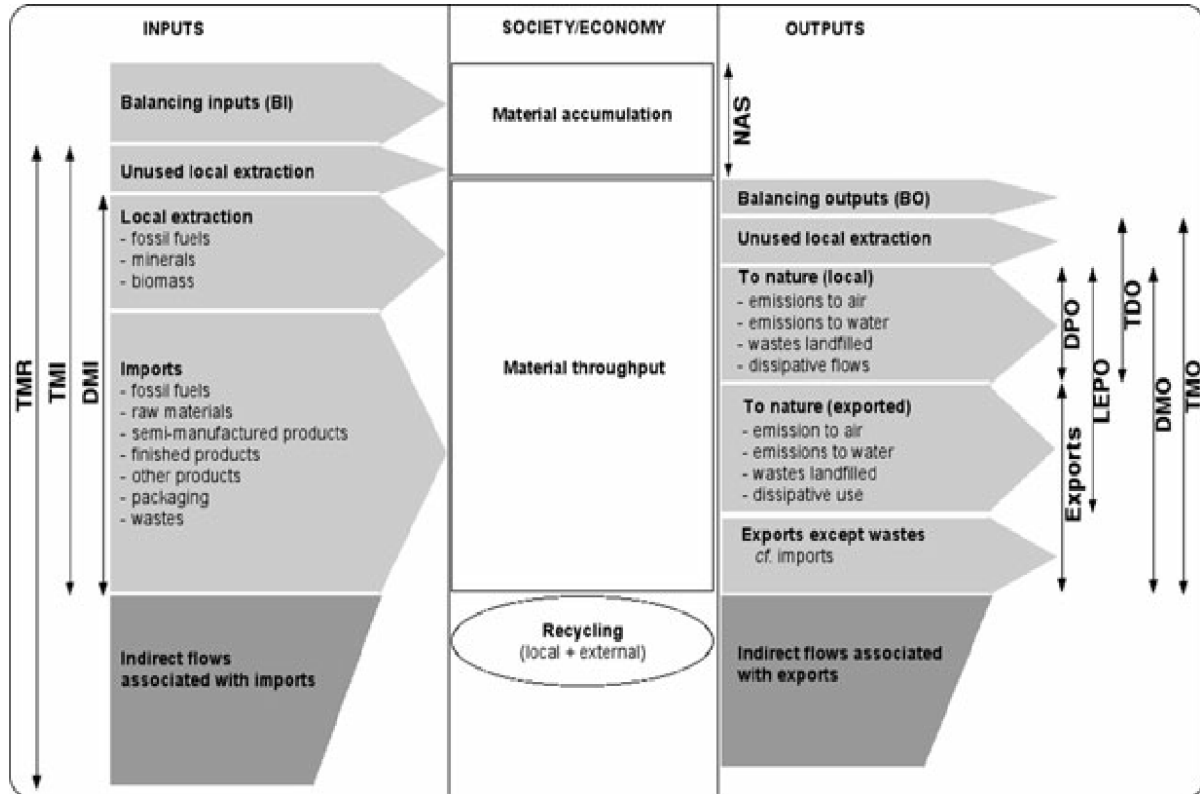 INPUTS
SOCIETY/ECONOMY
OUTPUTS
Balancing inputs (BI)
Unused local extraction
Local extraction
- fossil fuels
- minerals
- biomass
Imports
- fossil fuels
- raw materials
- semi-manufactured products
- finished products
- other products
- packaging
- wastes
Indirect flows
associated with imports
TMR
TMI
DMI
Material accumulation
Material throughput
Recycling
(local + external)
NAS
Balancing outputs (BO)
Unused local extraction
To nature (local)
- emissions to air
- emissions to water
- wastes landfilled
- dissipative flows
To nature (exported)
- emission to air
- emissions to water
- wastes landfilled
- dissipative use
Exports except wastes
cf. imports
Indirect flows associated
with exports
DPO
Exports
LEPO
TDO
DMO
TMO